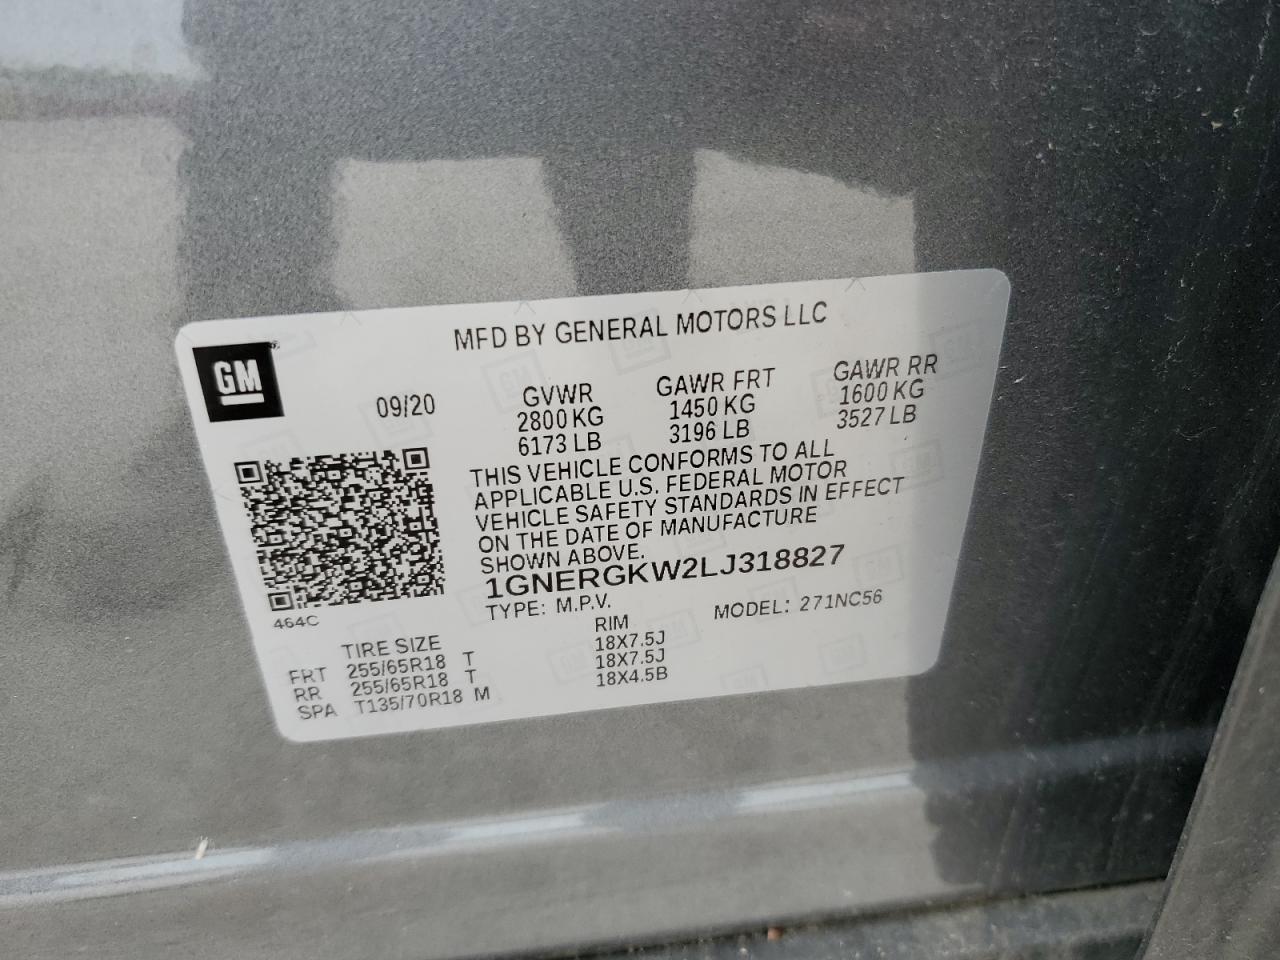 MFD BY GENERAL MOTORS LLC
GM
09/20 GVWR GAWR FRT GAWR RR
2800 KG 1450 KG 1600 KG
6173 LB 3196 LB 3527 LB
THIS VEHICLE CONFORMS TO ALL
APPLICABLE U.S. FEDERAL MOTOR
VEHICLE SAFETY STANDARDS IN EFFECT
ON THE DATE OF MANUFACTURE
SHOWN ABOVE.
1GNERGKW2LJ318827
TYPE: M.P.V. MODEL: 271NC56
464C
TIRE SIZE RIM
FRT 255/65R18 T 18X7.5J
RR 255/65R18 T 18X7.5J
SPA T135/70R18 M 18X4.5B